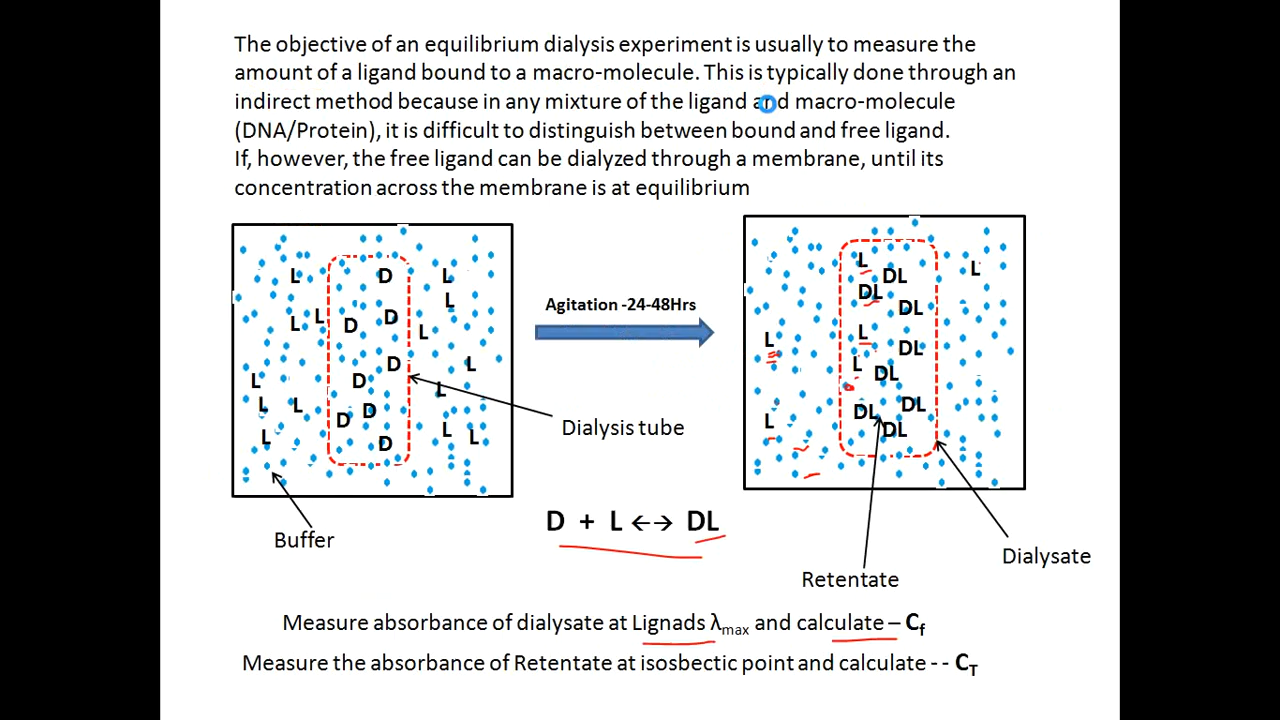 The objective of an equilibrium dialysis experiment is usually to measure the
amount of a ligand bound to a macro-molecule. This is typically done through an
indirect method because in any mixture of the ligand and macro-molecule
(DNA/Protein), it is difficult to distinguish between bound and free ligand.
If, however, the free ligand can be dialyzed through a membrane, until its
concentration across the membrane is at equilibrium
L D L
L
L L D D L
D L
L D L
L L D
D L
L D L
Agitation -24-48Hrs
L DL L
DL DL
L L DL
L DL
L DL DL
DL
Dialysis tube
Buffer
D + L ↔ DL
Retentate
Dialysate
Measure absorbance of dialysate at Lignads λmax and calculate – Cf
Measure the absorbance of Retentate at isosbectic point and calculate - - CT